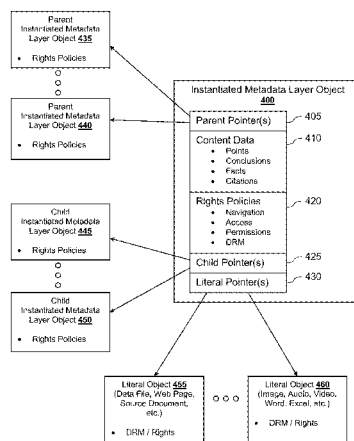 Parent
Instantiated Metadata
Layer Object 435
• Rights Policies
Parent
Instantiated Metadata
Layer Object 440
• Rights Policies
Child
Instantiated Metadata
Layer Object 445
• Rights Policies
Child
Instantiated Metadata
Layer Object 450
• Rights Policies
Instantiated Metadata Layer Object
400
Parent Pointer(s)
405
Content Data
• Points
• Conclusions
• Facts
• Citations
410
Rights Policies
• Navigation
• Access
• Permissions
• DRM
420
Child Pointer(s)
425
Literal Pointer(s)
430
Literal Object 455
(Data File, Web Page,
Source Document,
etc.)
• DRM / Rights
Literal Object 460
(Image, Audio, Video,
Word, Excel, etc.)
• DRM / Rights